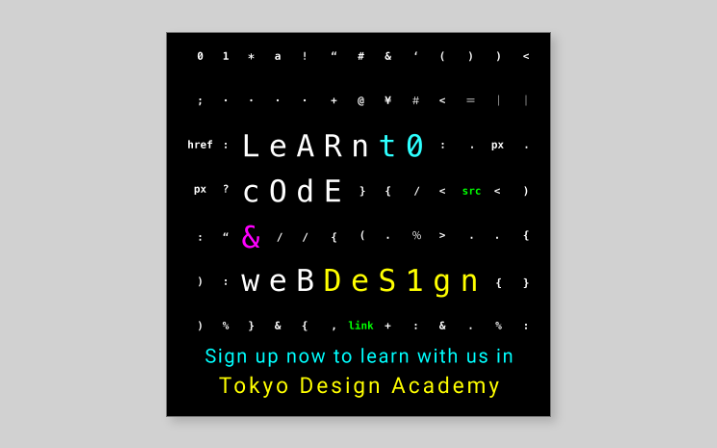 0 1 * a ! “ # & ‘ ( ) ) <
; · · · · + @ ¥ # < = | |
href : LeARnt0 : . px .
px ? cOdE } { / < src < )
: “ & / / { ( . % > . . {
) : weBDeS1gn { }
) % } & { , link + : & . % :
Sign up now to learn with us in
Tokyo Design Academy